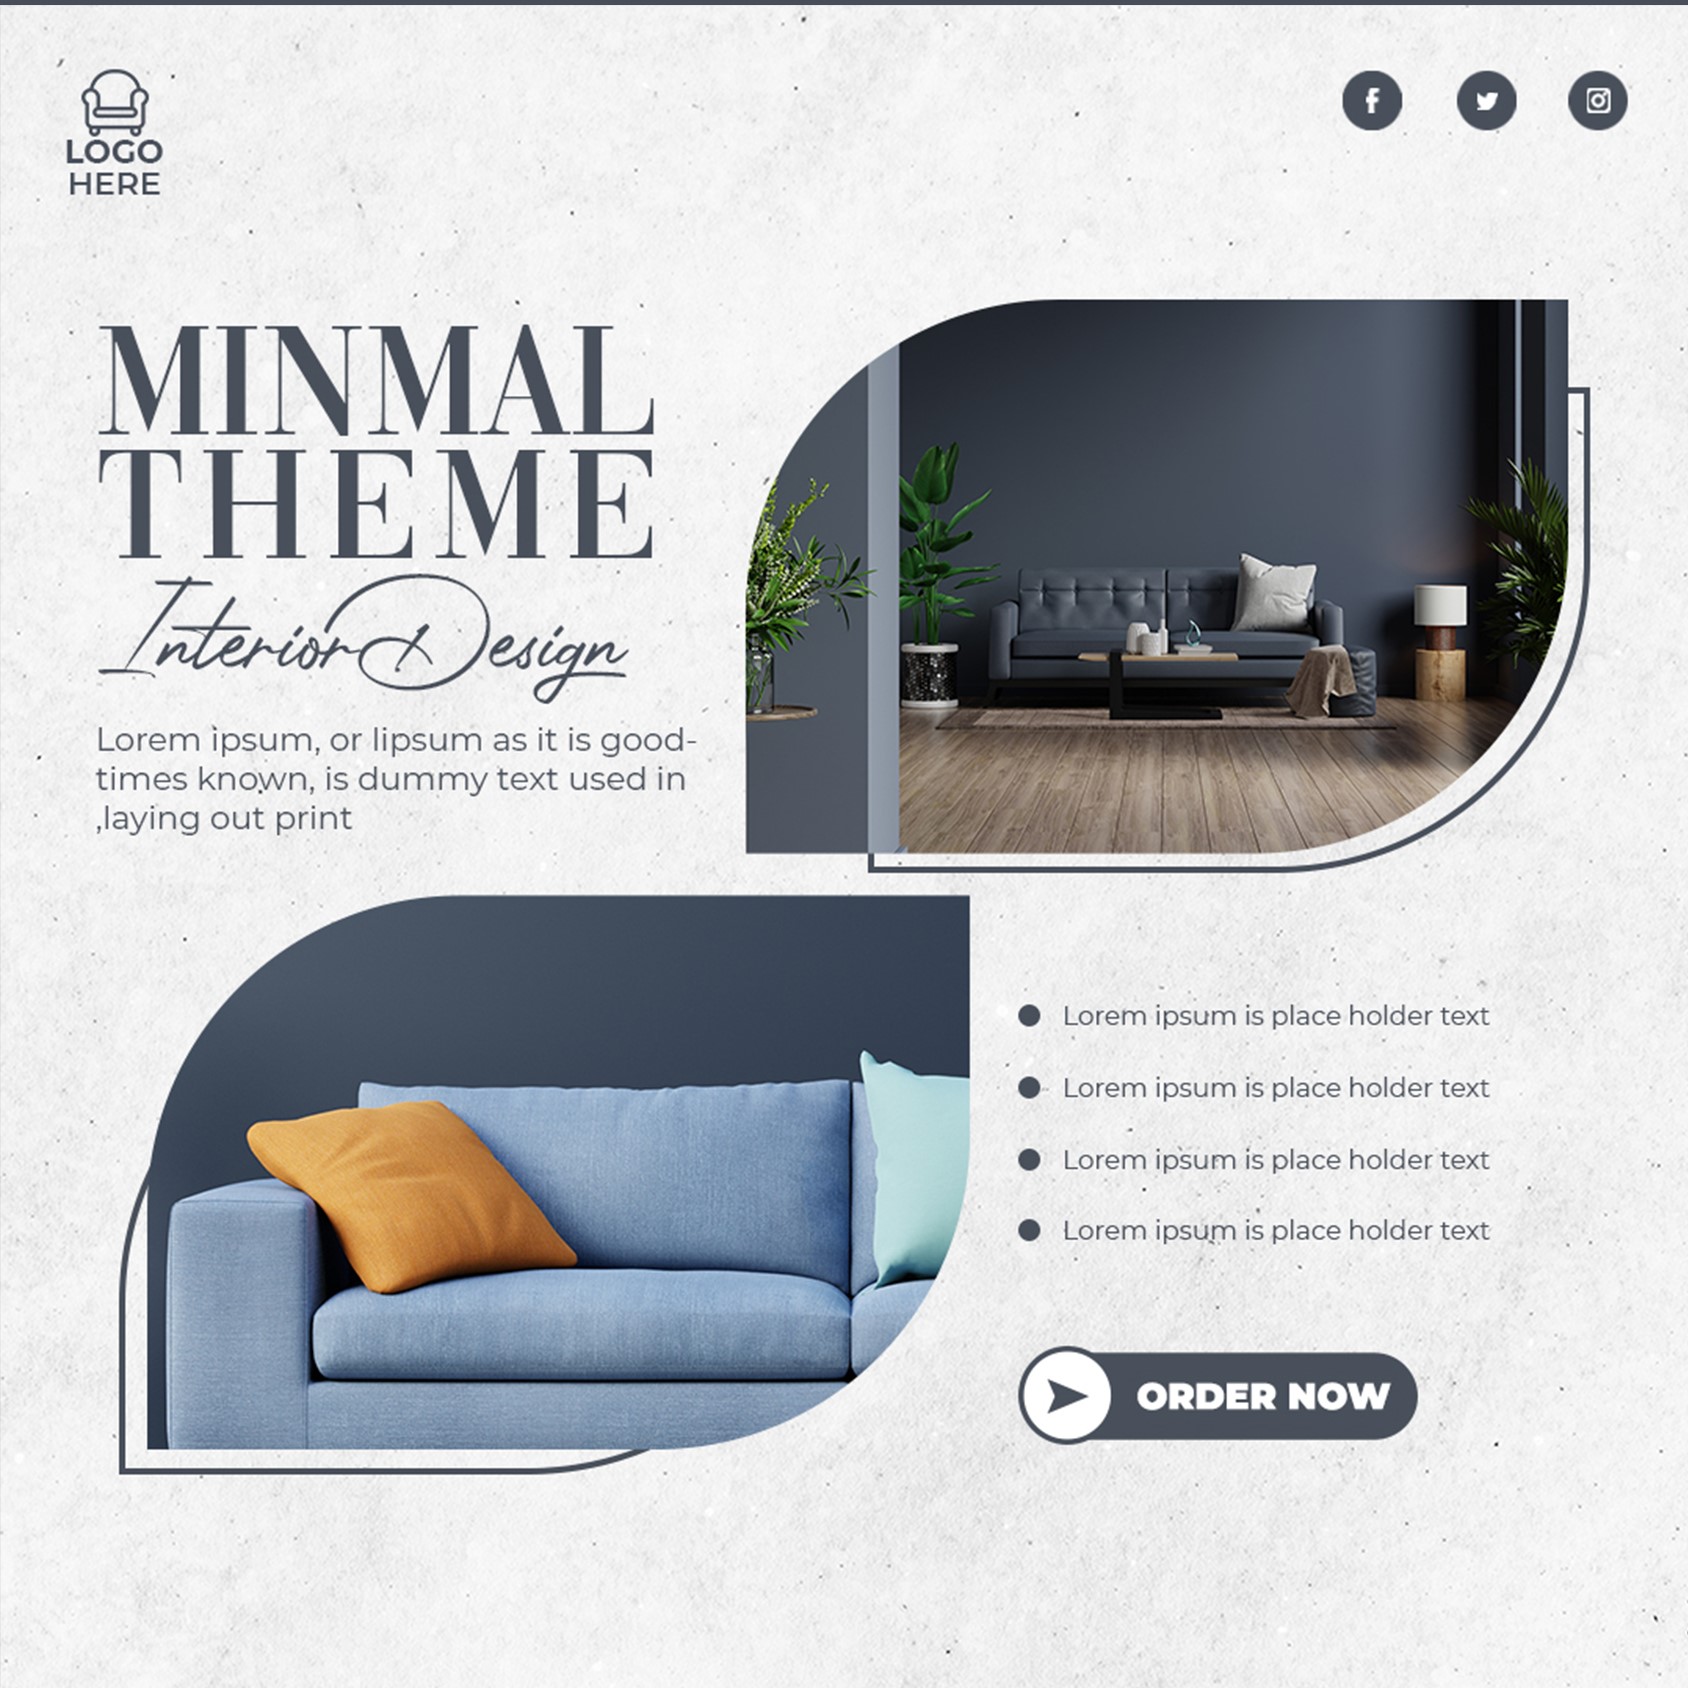 LOGO
HERE
MINMAL
THEME
Interior Design
Lorem ipsum, or lipsum as it is good-
times known, is dummy text used in
,laying out print
Lorem ipsum is place holder text
Lorem ipsum is place holder text
Lorem ipsum is place holder text
Lorem ipsum is place holder text
ORDER NOW